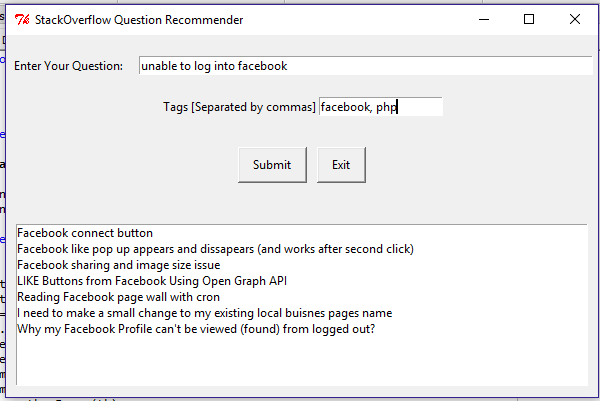 StackOverflow Question Recommender
Enter Your Question: unable to log into facebook
Tags [Separated by commas] facebook, php
Submit Exit
Facebook connect button
Facebook like pop up appears and dissapears (and works after second click)
Facebook sharing and image size issue
LIKE Buttons from Facebook Using Open Graph API
Reading Facebook page wall with cron
I need to make a small change to my existing local buisnes pages name
Why my Facebook Profile can't be viewed (found) from logged out?